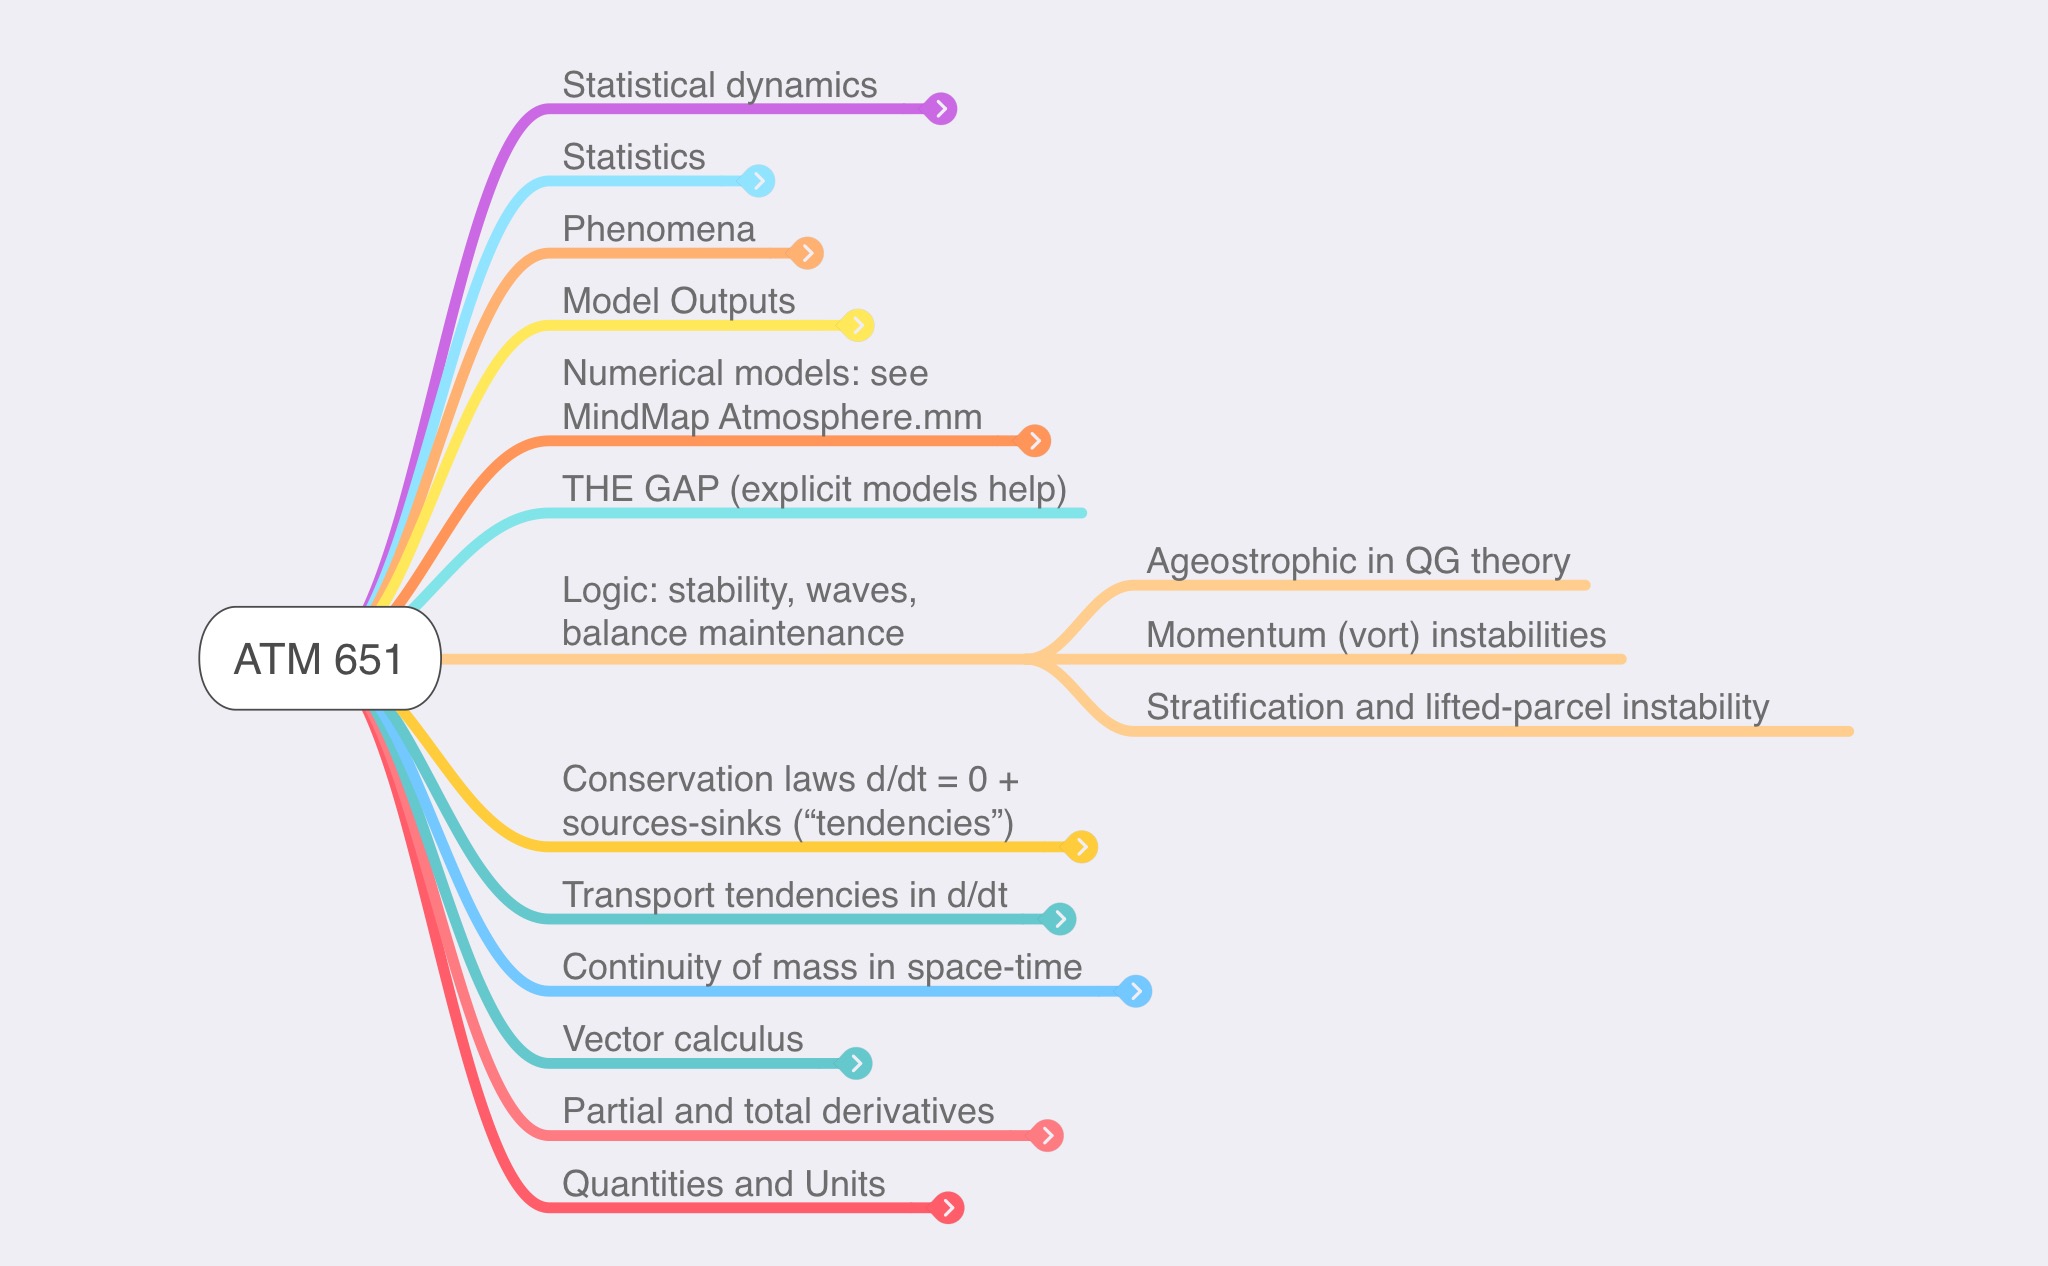 Statistical dynamics
Statistics
Phenomena
Model Outputs
Numerical models: see
MindMap Atmosphere.mm
THE GAP (explicit models help)
Logic: stability, waves,
balance maintenance
Ageostrophic in QG theory
Momentum (vort) instabilities
Stratification and lifted-parcel instability
ATM 651
Conservation laws d/dt = 0 +
sources-sinks (“tendencies”)
Transport tendencies in d/dt
Continuity of mass in space-time
Vector calculus
Partial and total derivatives
Quantities and Units